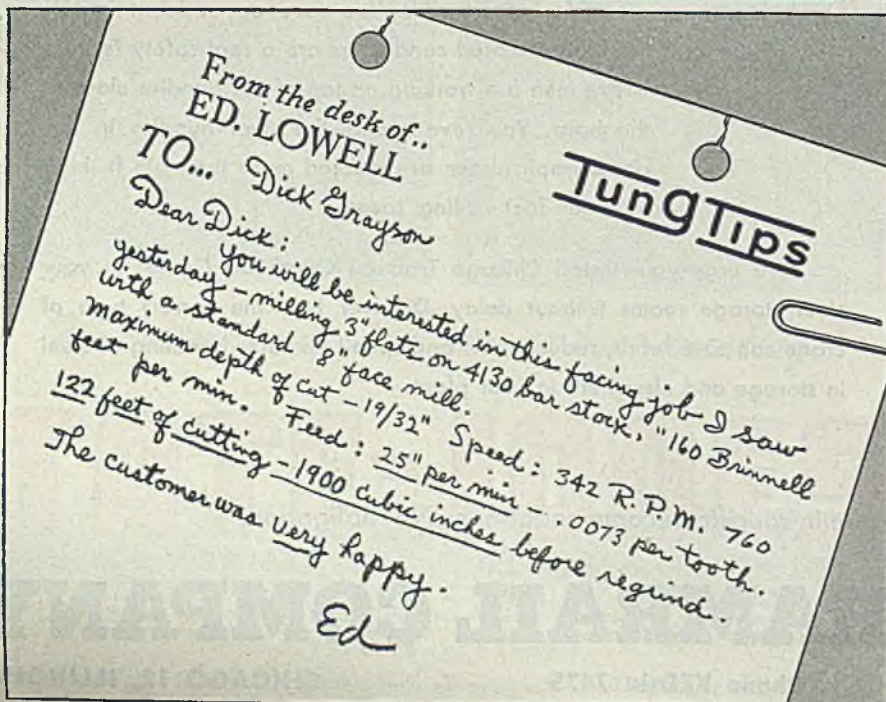 From the desk of..
ED. LOWELL
TO... Dick Grayson
TungTips
Dear Dick:
You will be interested in this facing job I saw
yesterday – milling 3" flats on 4130 bar stock, "160 Brinnell
with a standard 8" face mill.
Maximum depth of cut – 19/32" Speed: 342 R.P.M. 760
feet per min. Feed: 25" per min – .0073 per tooth.
122 feet of cutting – 1900 cubic inches before regrind.
The customer was very happy.
Ed